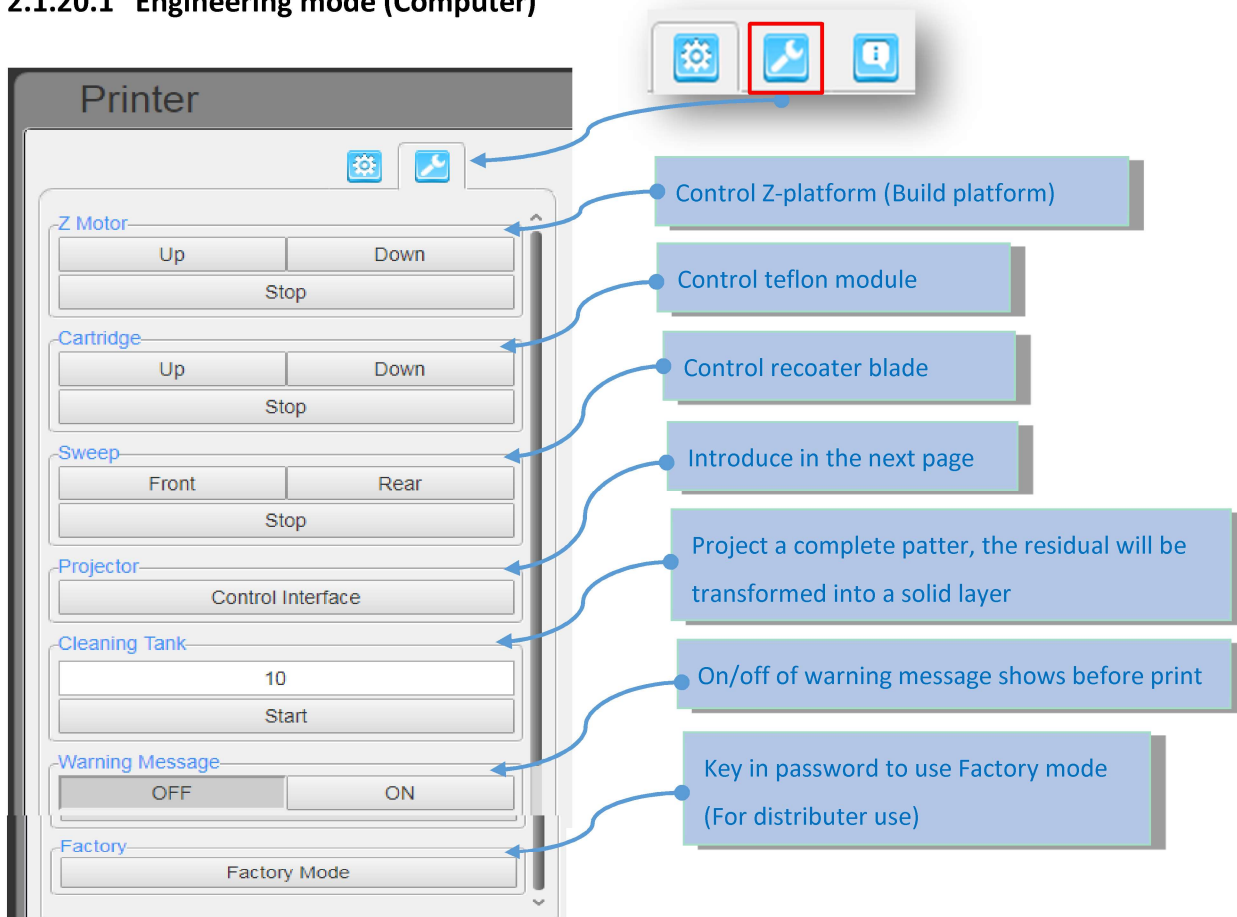 2.1.20.1 Engineering mode (Computer)
Printer
Z Motor
Up Down
Stop
Cartridge
Up Down
Stop
Sweep
Front Rear
Stop
Projector
Control Interface
Cleaning Tank
10
Start
Warning Message
OFF ON
Factory
Factory Mode
Control Z-platform (Build platform)
Control teflon module
Control recoater blade
Introduce in the next page
Project a complete patter, the residual will be
transformed into a solid layer
On/off of warning message shows before print
Key in password to use Factory mode
(For distributer use)